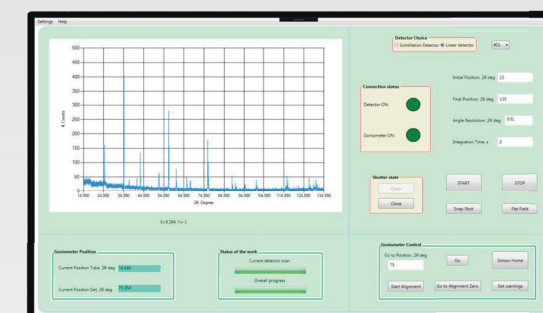 Settings Help
Detector Choice
Scintillation Detector Linear detector
401
500
450
400
350
300
250
200
150
100
50
0
I, Counts
14,990 24,990 34,990 44,990 54,990 64,990 74,990 84,990 94,990 104,990 114,990 124,990 134,990
2θ, Degree
Connection status
Detector ON:
Goniometer ON:
Initial Position, 2θ deg 15
Final Position, 2θ deg 135
Angle Resolution, 2θ deg 0.01
Integration Time, s 2
Shutter state
Open
Close
START
STOP
Snap Shot
Flat Field
Goniometer Position
Current Position Tube, 2θ deg
Current Position Det, 2θ deg
Status of the work
Current detector scan
Overall progress
Goniometer Control
Go to Position, 2θ deg
75
Go
Sensor Home
Start Alignment
Go to Alignment Zero
Get warnings